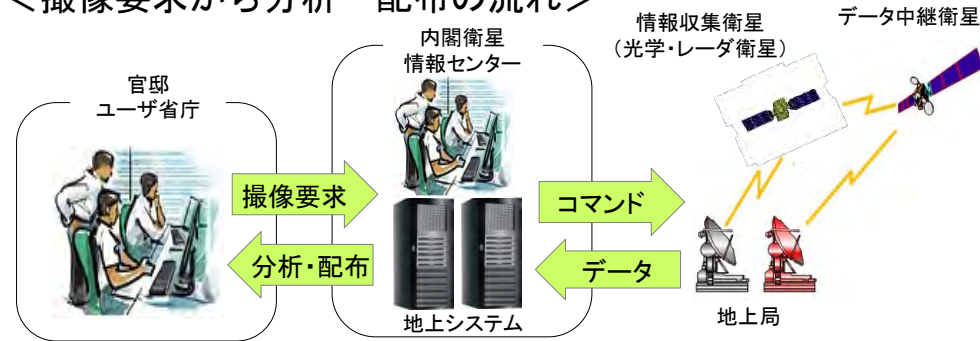 ＜撮像要求から分析　配布の流れ＞
官邸
ユーザ省庁
内閣衛星
情報センター
情報収集衛星
（光学・レーダ衛星）
データ中継衛星
撮像要求
分析・配布
コマンド
データ
地上システム
地上局